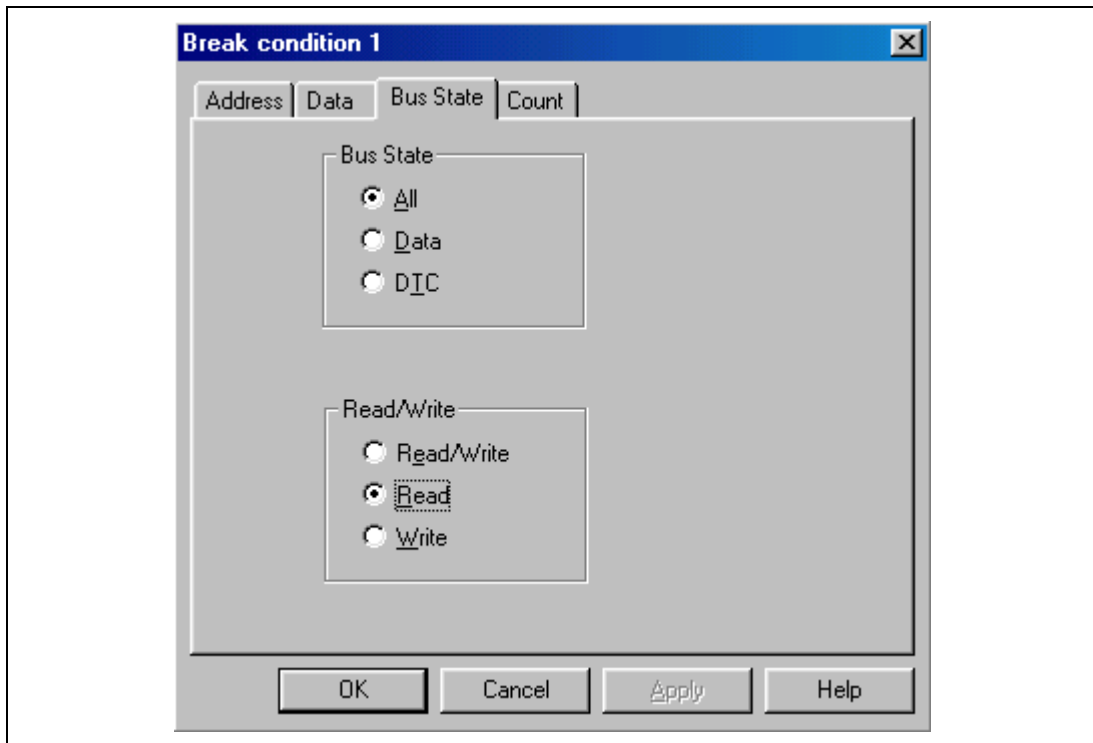 Break condition 1
Address Data Bus State Count
Bus State
All
Data
DTC
Read/Write
Read/Write
Read
Write
OK Cancel Apply Help